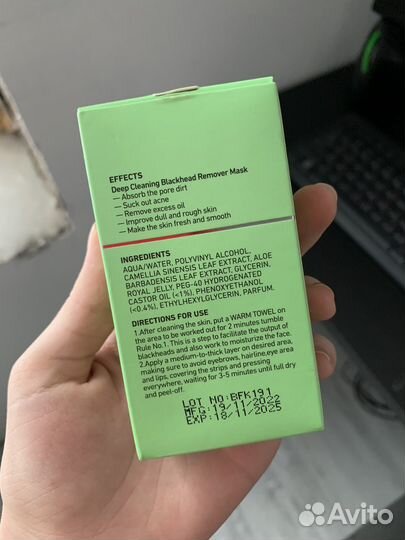 EFFECTS
Deep Cleaning Blackhead Remover Mask
— Absorb the pore dirt
— Suck out acne
— Remove excess oil
— Improve dull and rough skin
— Make the skin fresh and smooth
INGREDIENTS
AQUA/WATER, POLYVINYL ALCOHOL,
CAMELLIA SINENSIS LEAF EXTRACT, ALOE
BARBADENSIS LEAF EXTRACT, GLYCERIN,
ROYAL JELLY, PEG-40 HYDROGENATED
CASTOR OIL (<1%), PHENOXYETHANOL
(<0.4%), ETHYLHEXYLGLYCERIN, PARFUM.
DIRECTIONS FOR USE
1.After cleaning the skin, put a WARM TOWEL on
the area to be worked out for 2 minutes tumble
Rule No.1. This is a step to facilitate the output of
blackheads and also work to moisturize the face.
2.Apply a medium-to-thick layer on desired area,
making sure to avoid eyebrows, hairline,eye area
and lips, covering the strips and pressing
everywhere, waiting for 3-5 minutes until full dry
and peel-off.
LOT NO:BFK191
MFG:19/11/2022
EXP:18/11/2025
Avito